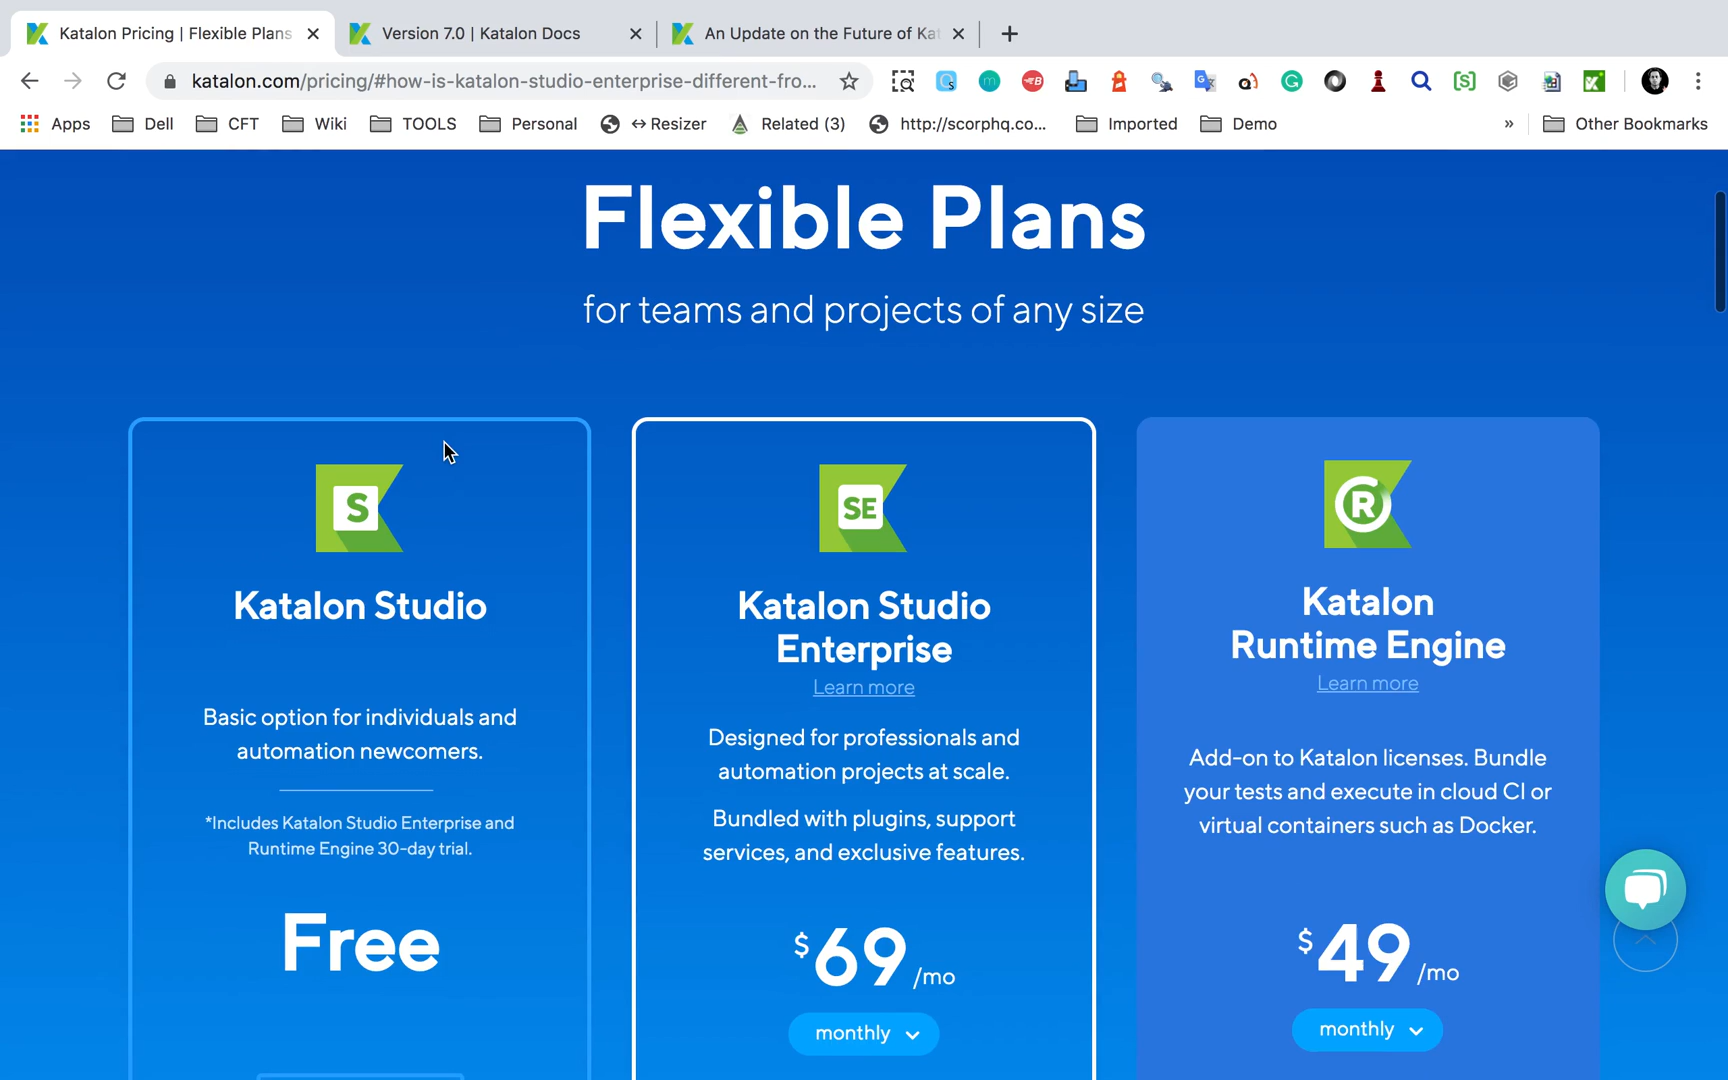 Katalon Pricing | Flexible Plans
Version 7.0 | Katalon Docs
An Update on the Future of Kat
katalon.com/pricing/#how-is-katalon-studio-enterprise-different-fro...
Apps
Dell
CFT
Wiki
TOOLS
Personal
↔ Resizer
Related (3)
http://scorphq.co...
Imported
Demo
»
Other Bookmarks
Flexible Plans
for teams and projects of any size
S
Katalon Studio
Basic option for individuals and
automation newcomers.
*Includes Katalon Studio Enterprise and
Runtime Engine 30-day trial.
Free
SE
Katalon Studio
Enterprise
Learn more
Designed for professionals and
automation projects at scale.
Bundled with plugins, support
services, and exclusive features.
$69/mo
monthly
R
Katalon
Runtime Engine
Learn more
Add-on to Katalon licenses. Bundle
your tests and execute in cloud CI or
virtual containers such as Docker.
$49/mo
monthly